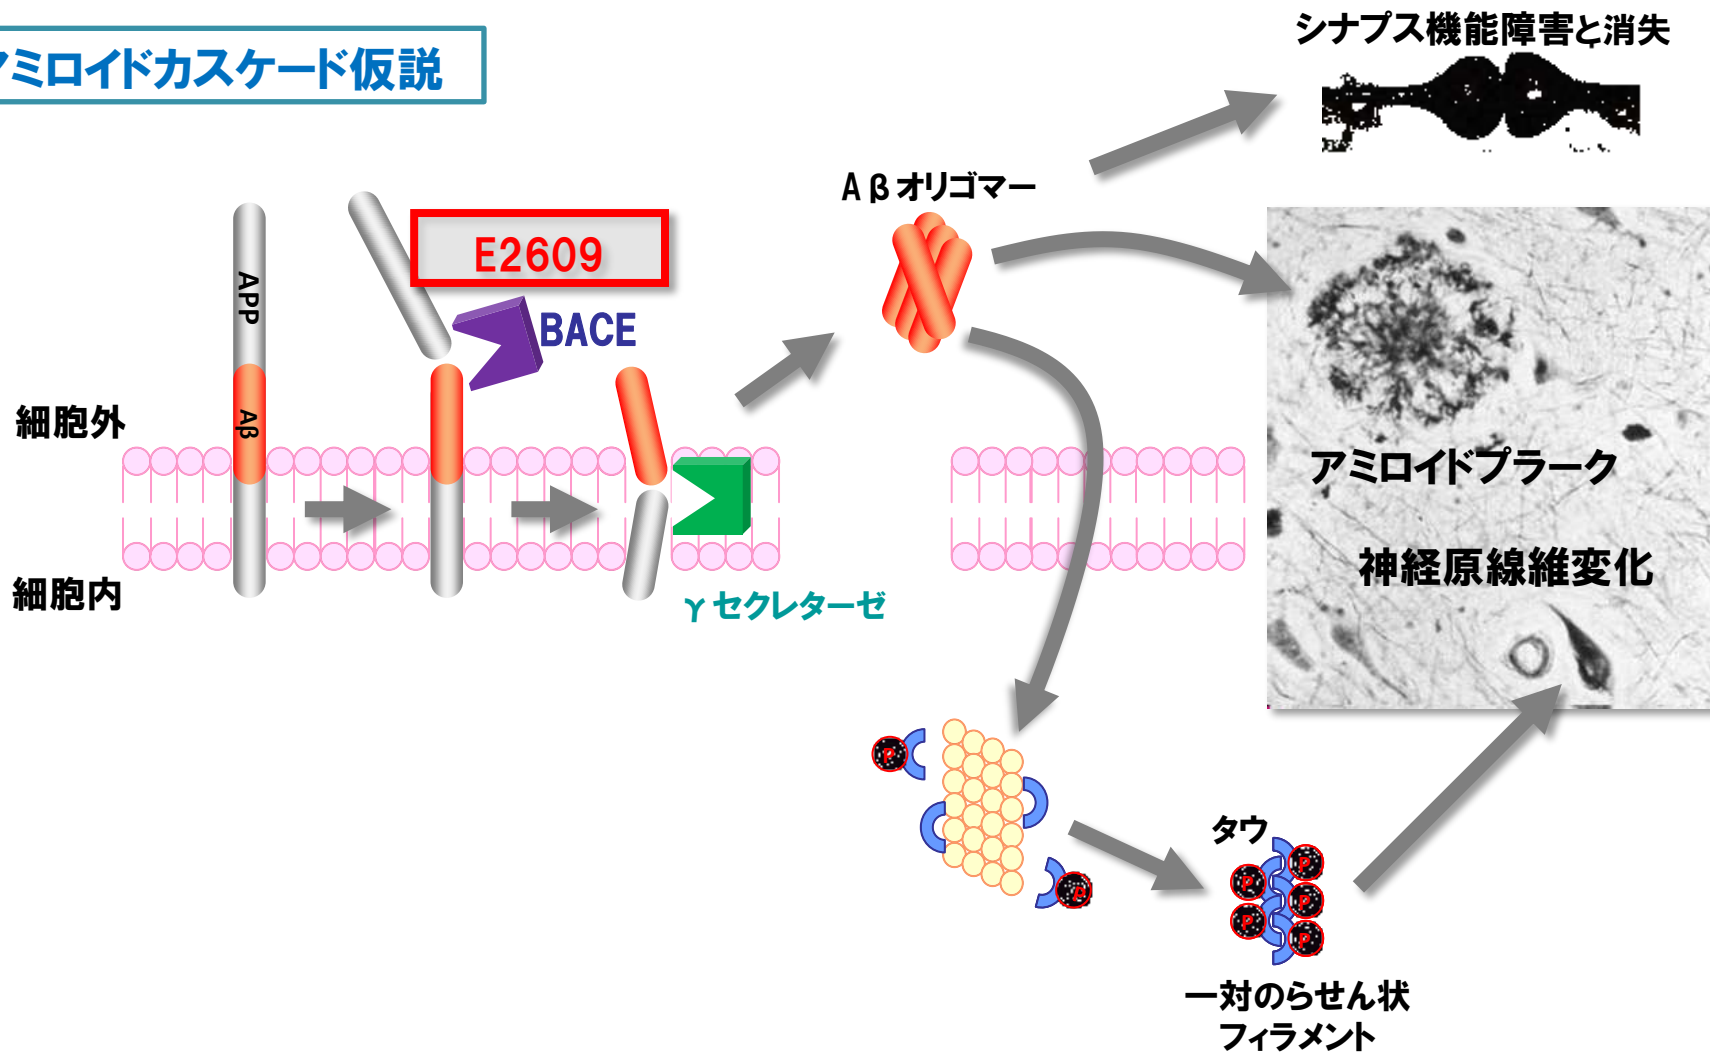 アミロイドカスケード仮説
シナプス機能障害と消失
Aβオリゴマー
E2609
APP
BACE
Aβ
細胞外
アミロイドプラーク
神経原線維変化
細胞内
γセクレターゼ
P
P
タウ
P
P
P
P
P
一対のらせん状
フィラメント